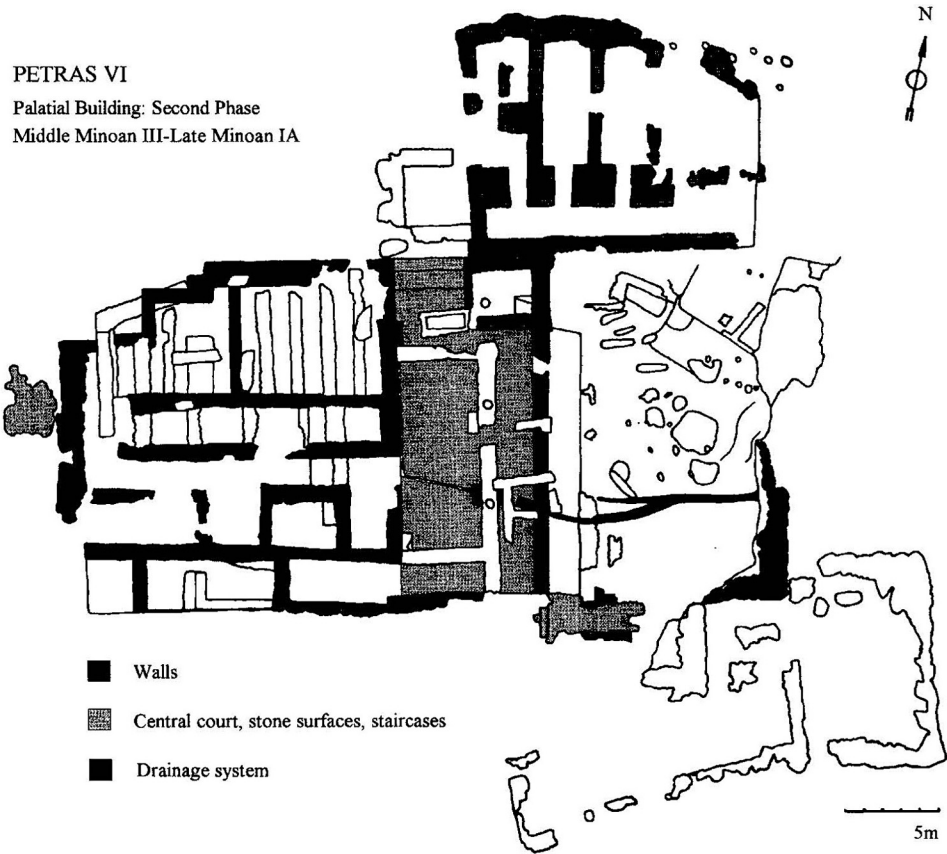 PETRAS VI
Palatial Building: Second Phase
Middle Minoan III-Late Minoan IA
N
Walls
Central court, stone surfaces, staircases
Drainage system
5m